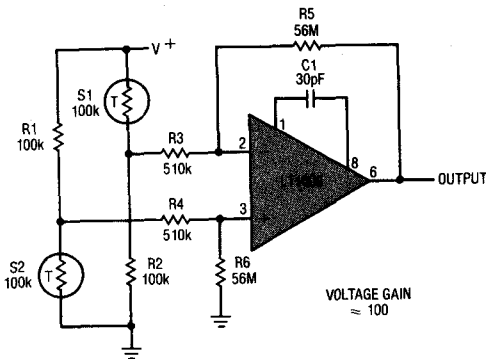 R5
56M
V+
C1
30pF
S1
100k
T
R1
100k
R3
510k
2
1
8
6
OUTPUT
R4
510k
3
+
S2
100k
T
R2
100k
R6
56M
VOLTAGE GAIN
≈ 100